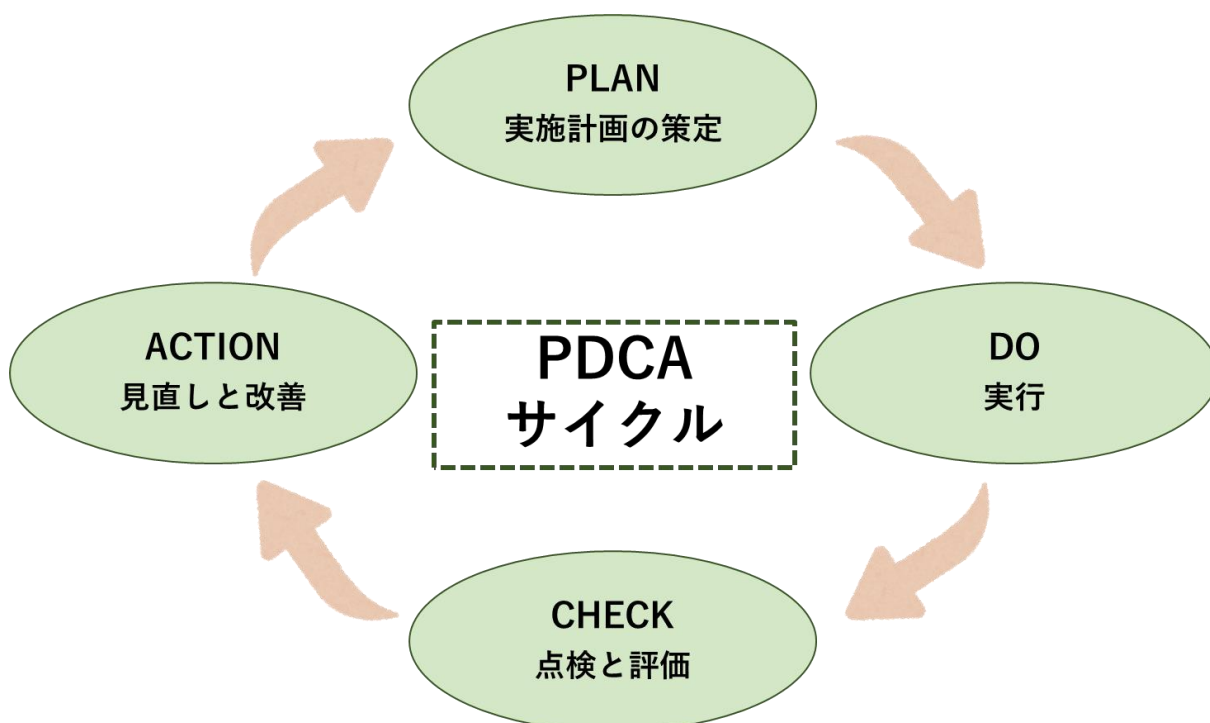 PLAN
実施計画の策定
ACTION
見直しと改善
PDCA
サイクル
DO
実行
CHECK
点検と評価